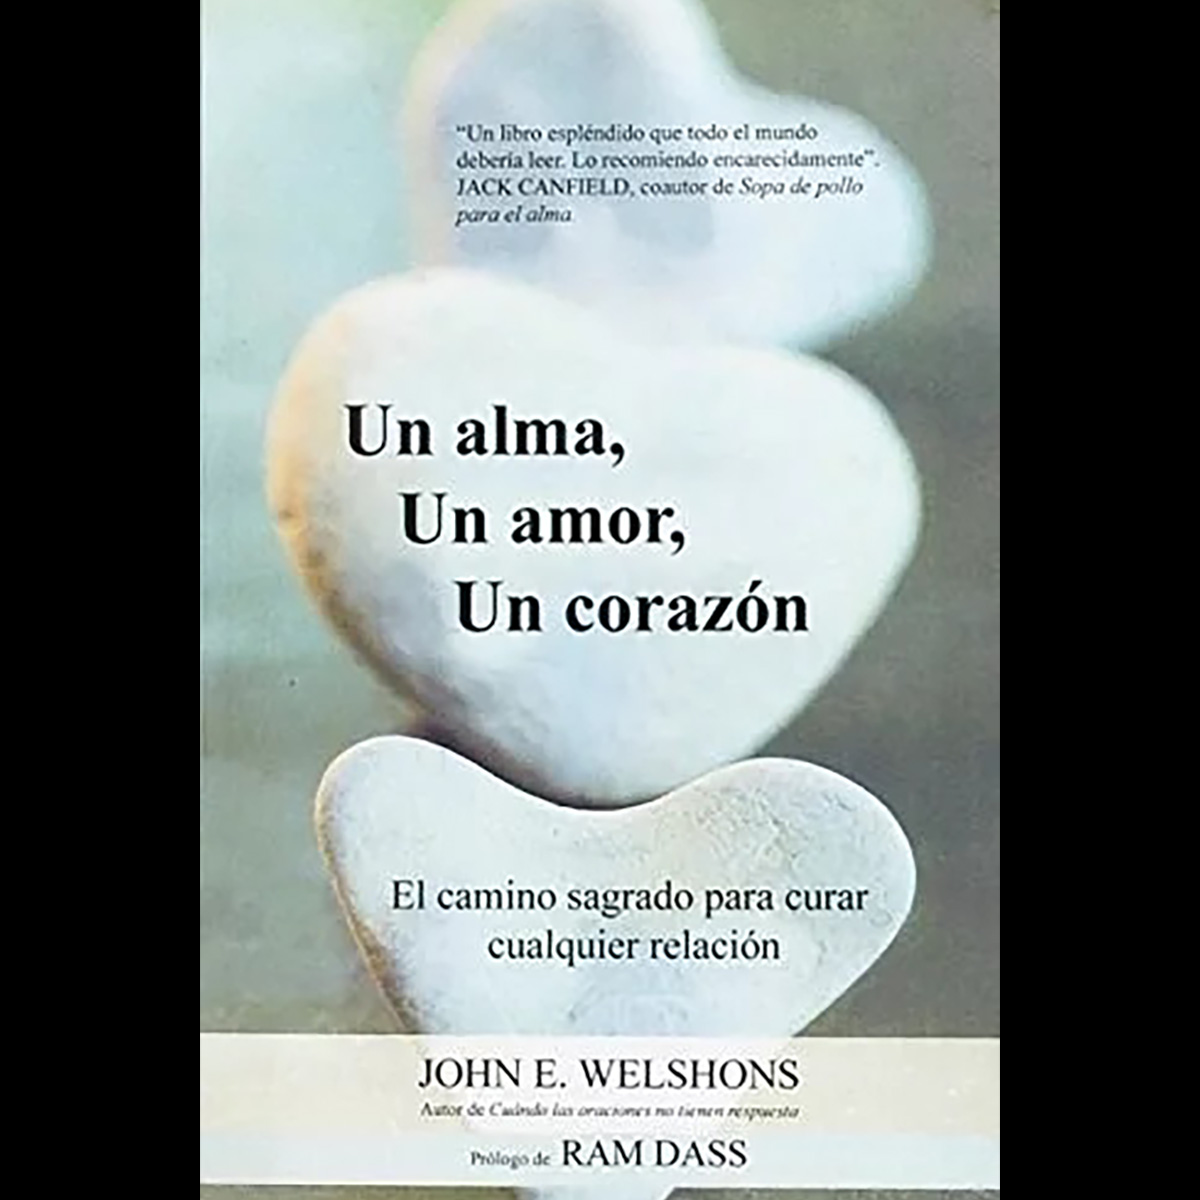 “Un libro espléndido que todo el mundo
debería leer. Lo recomiendo encarecidamente”.
JACK CANFIELD, coautor de Sopa de pollo
para el alma
Un alma,
Un amor,
Un corazón
El camino sagrado para curar
cualquier relación
JOHN E. WELSHONS
Autor de Cuándo las oraciones no tienen respuesta
Prólogo de RAM DASS